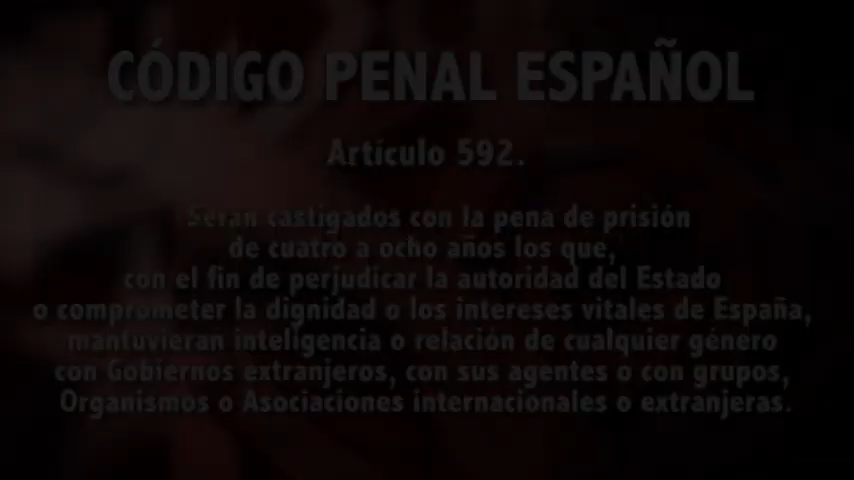 CÓDIGO PENAL ESPAÑOL
Artículo 592.
Serán castigados con la pena de prisión
de cuatro a ocho años los que,
con el fin de perjudicar la autoridad del Estado
o comprometer la dignidad o los intereses vitales de España,
mantuvieran inteligencia o relación de cualquier género
con Gobiernos extranjeros, con sus agentes o con grupos,
Organismos o Asociaciones internacionales o extranjeras.